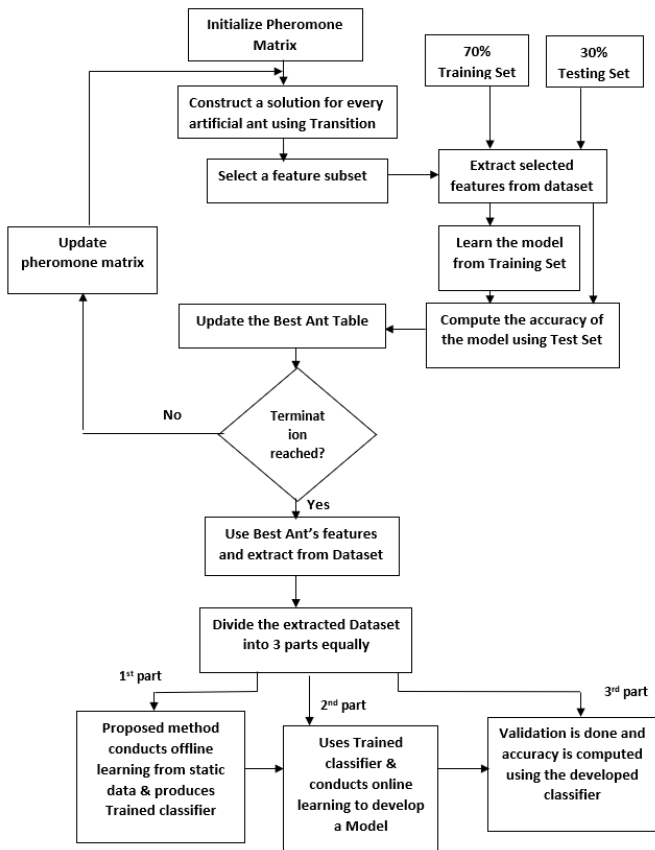 Initialize Pheromone
Matrix
70%
Training Set
30%
Testing Set
Construct a solution for every
artificial ant using Transition
Select a feature subset
Extract selected
features from dataset
Update
pheromone matrix
Learn the model
from Training Set
Update the Best Ant Table
Compute the accuracy of
the model using Test Set
No
Terminat
ion
reached?
Yes
Use Best Ant's features
and extract from Dataset
Divide the extracted Dataset
into 3 parts equally
1st part
2nd part
3rd part
Proposed method
conducts offline
learning from static
data & produces
Trained classifier
Uses Trained
classifier &
conducts online
learning to develop
a Model
Validation is done and
accuracy is computed
using the developed
classifier